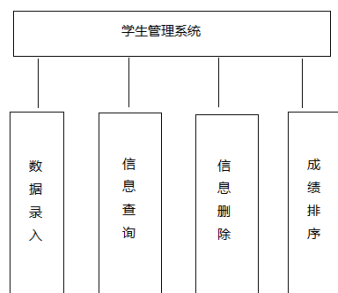 学生管理系统
数据录入
信息查询
信息删除
成绩排序